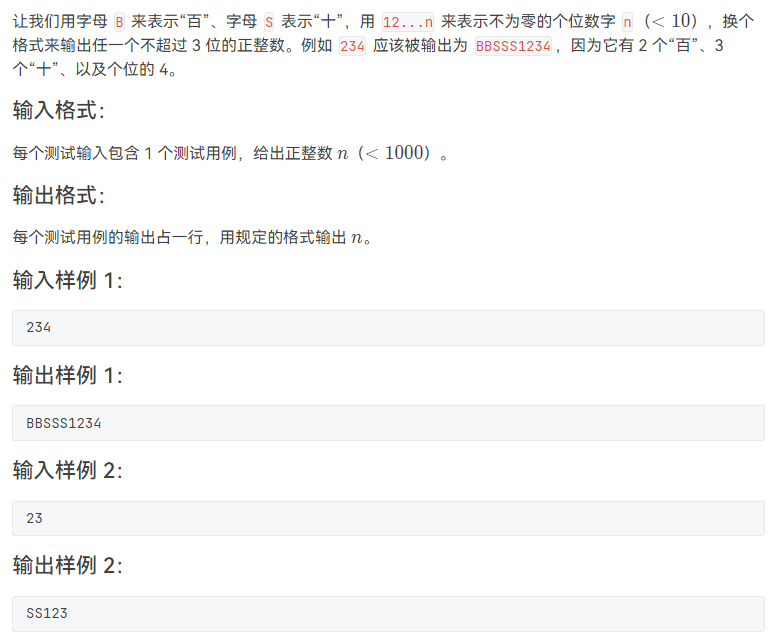 让我们用字母 B 来表示“百”、字母 S 表示“十”，用 12...n 来表示不为零的个位数字 n（< 10），换个
格式来输出任一个不超过 3 位的正整数。例如 234 应该被输出为 BBSSS1234，因为它有 2 个“百”、3
个“十”、以及个位的 4。
输入格式：
每个测试输入包含 1 个测试用例，给出正整数 n（< 1000）。
输出格式：
每个测试用例的输出占一行，用规定的格式输出 n。
输入样例 1：
234
输出样例 1：
BBSSS1234
输入样例 2：
23
输出样例 2：
SS123